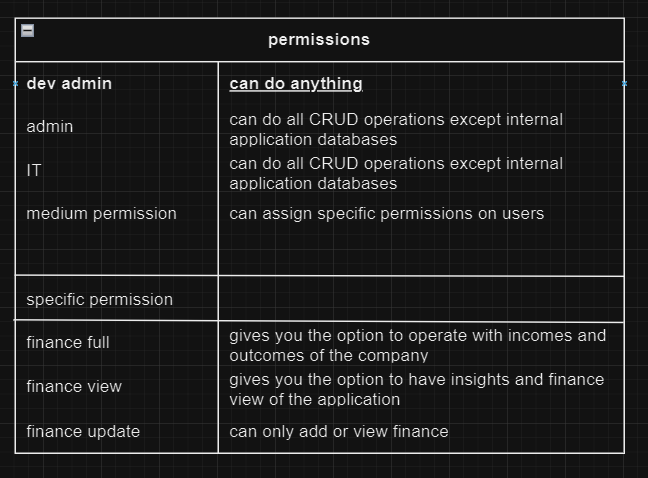 permissions
dev admin
can do anything
admin
can do all CRUD operations except internal
application databases
IT
can do all CRUD operations except internal
application databases
medium permission
can assign specific permissions on users
specific permission
finance full
gives you the option to operate with incomes and
outcomes of the company
finance view
gives you the option to have insights and finance
view of the application
finance update
can only add or view finance